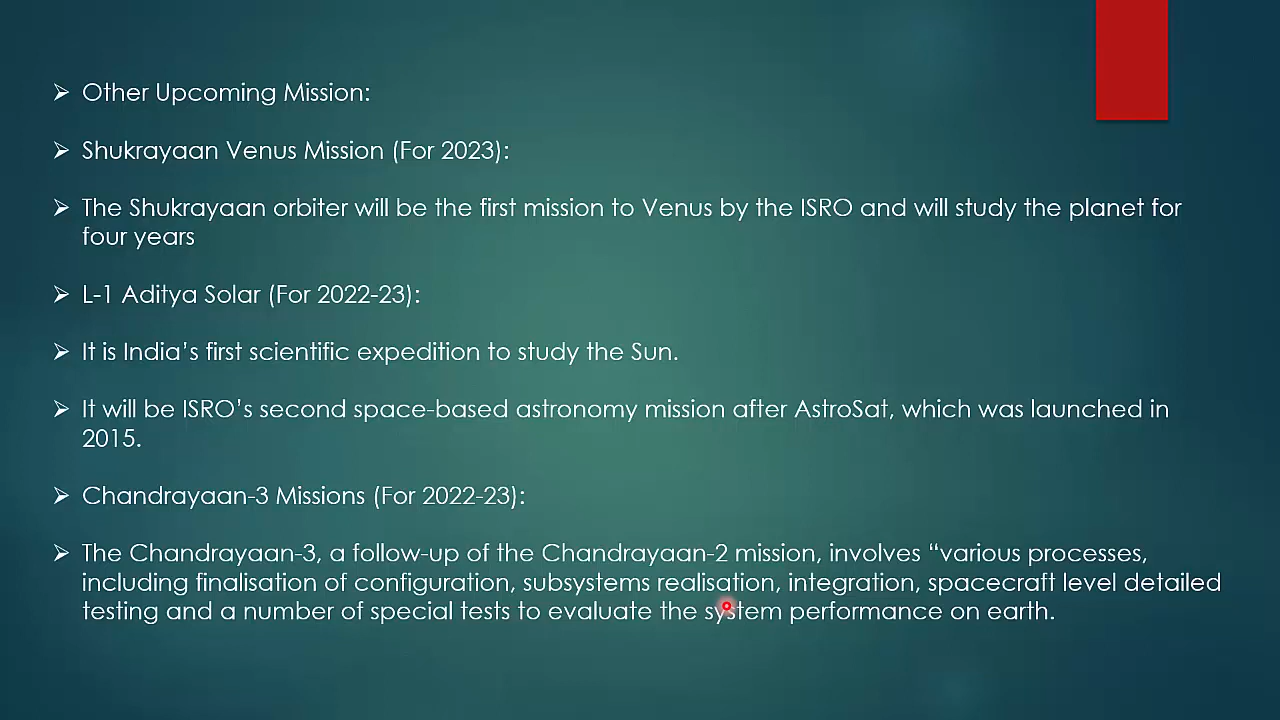 Other Upcoming Mission:
Shukrayaan Venus Mission (For 2023):
The Shukrayaan orbiter will be the first mission to Venus by the ISRO and will study the planet for
four years
L-1 Aditya Solar (For 2022-23):
It is India’s first scientific expedition to study the Sun.
It will be ISRO’s second space-based astronomy mission after AstroSat, which was launched in
2015.
Chandrayaan-3 Missions (For 2022-23):
The Chandrayaan-3, a follow-up of the Chandrayaan-2 mission, involves “various processes,
including finalisation of configuration, subsystems realisation, integration, spacecraft level detailed
testing and a number of special tests to evaluate the system performance on earth.